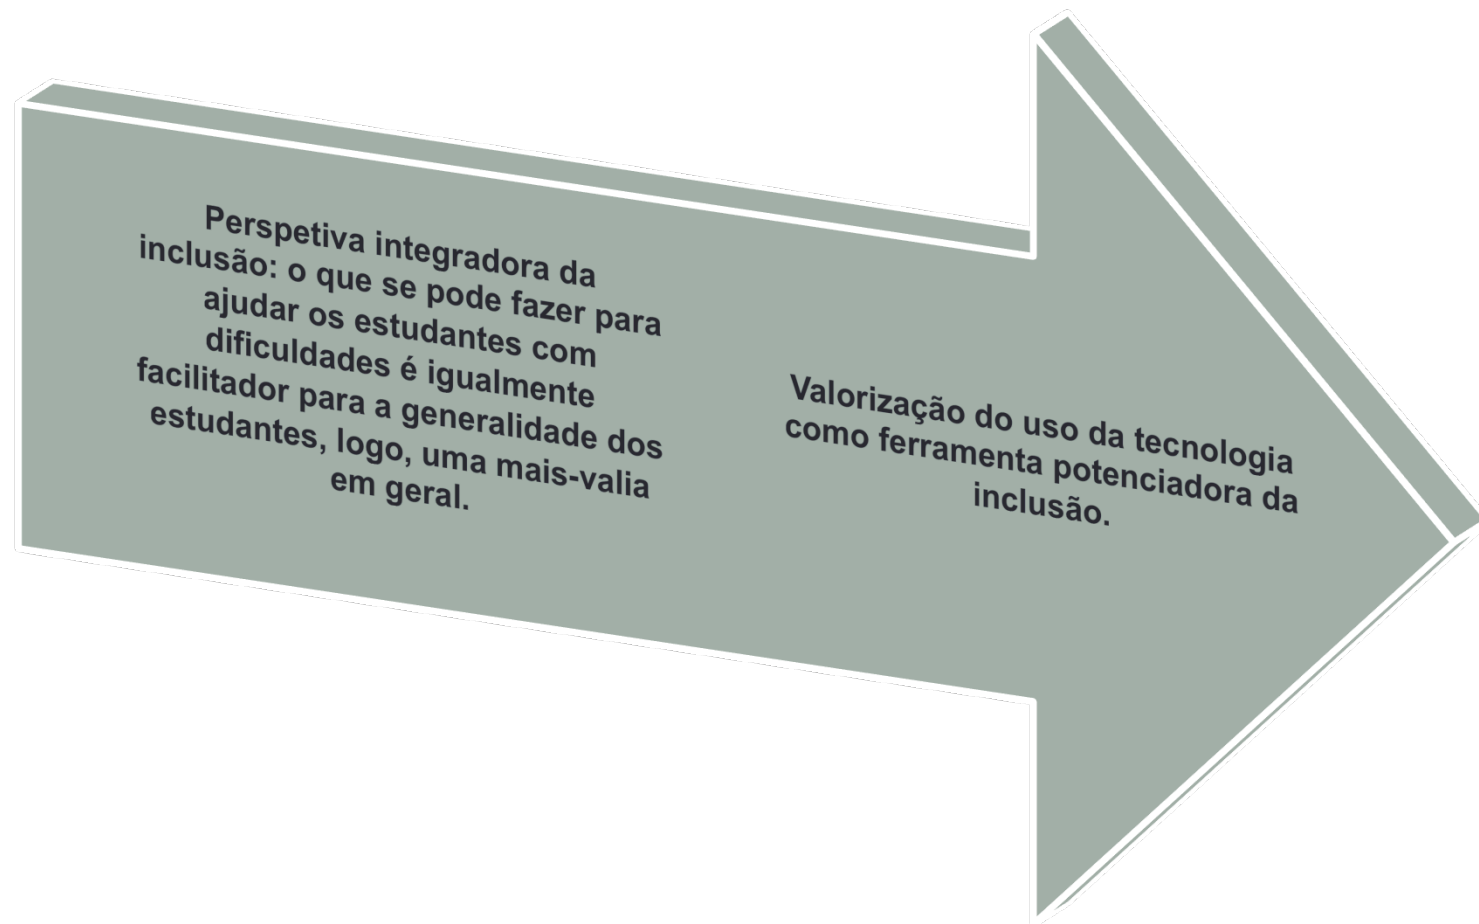 Perspetiva integradora da
inclusão: o que se pode fazer para
ajudar os estudantes com
dificuldades é igualmente
facilitador para a generalidade dos
estudantes, logo, uma mais-valia
em geral.
Valorização do uso da tecnologia
como ferramenta potenciadora da
inclusão.